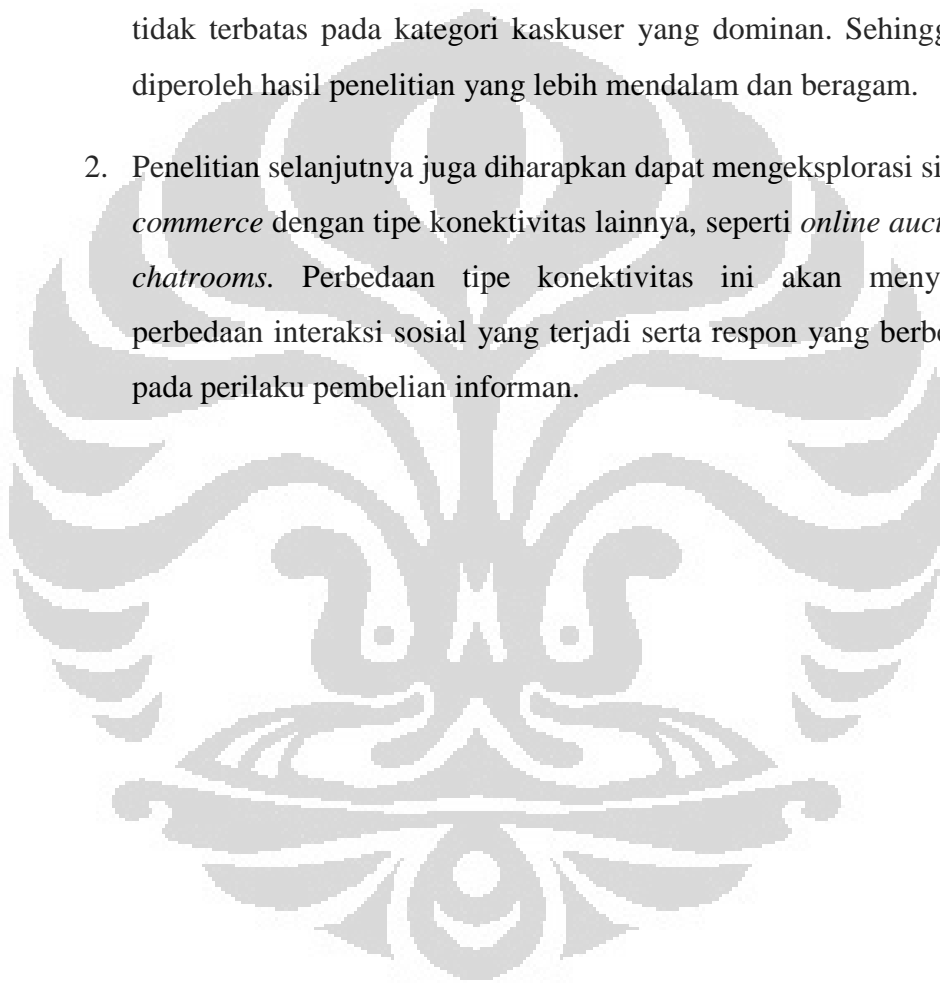 tidak terbatas pada kategori kaskuser yang dominan. Sehingg
diperoleh hasil penelitian yang lebih mendalam dan beragam.
2. Penelitian selanjutnya juga diharapkan dapat mengeksplorasi si
commerce dengan tipe konektivitas lainnya, seperti online auct
chatrooms. Perbedaan tipe konektivitas ini akan meny
perbedaan interaksi sosial yang terjadi serta respon yang berbe
pada perilaku pembelian informan.